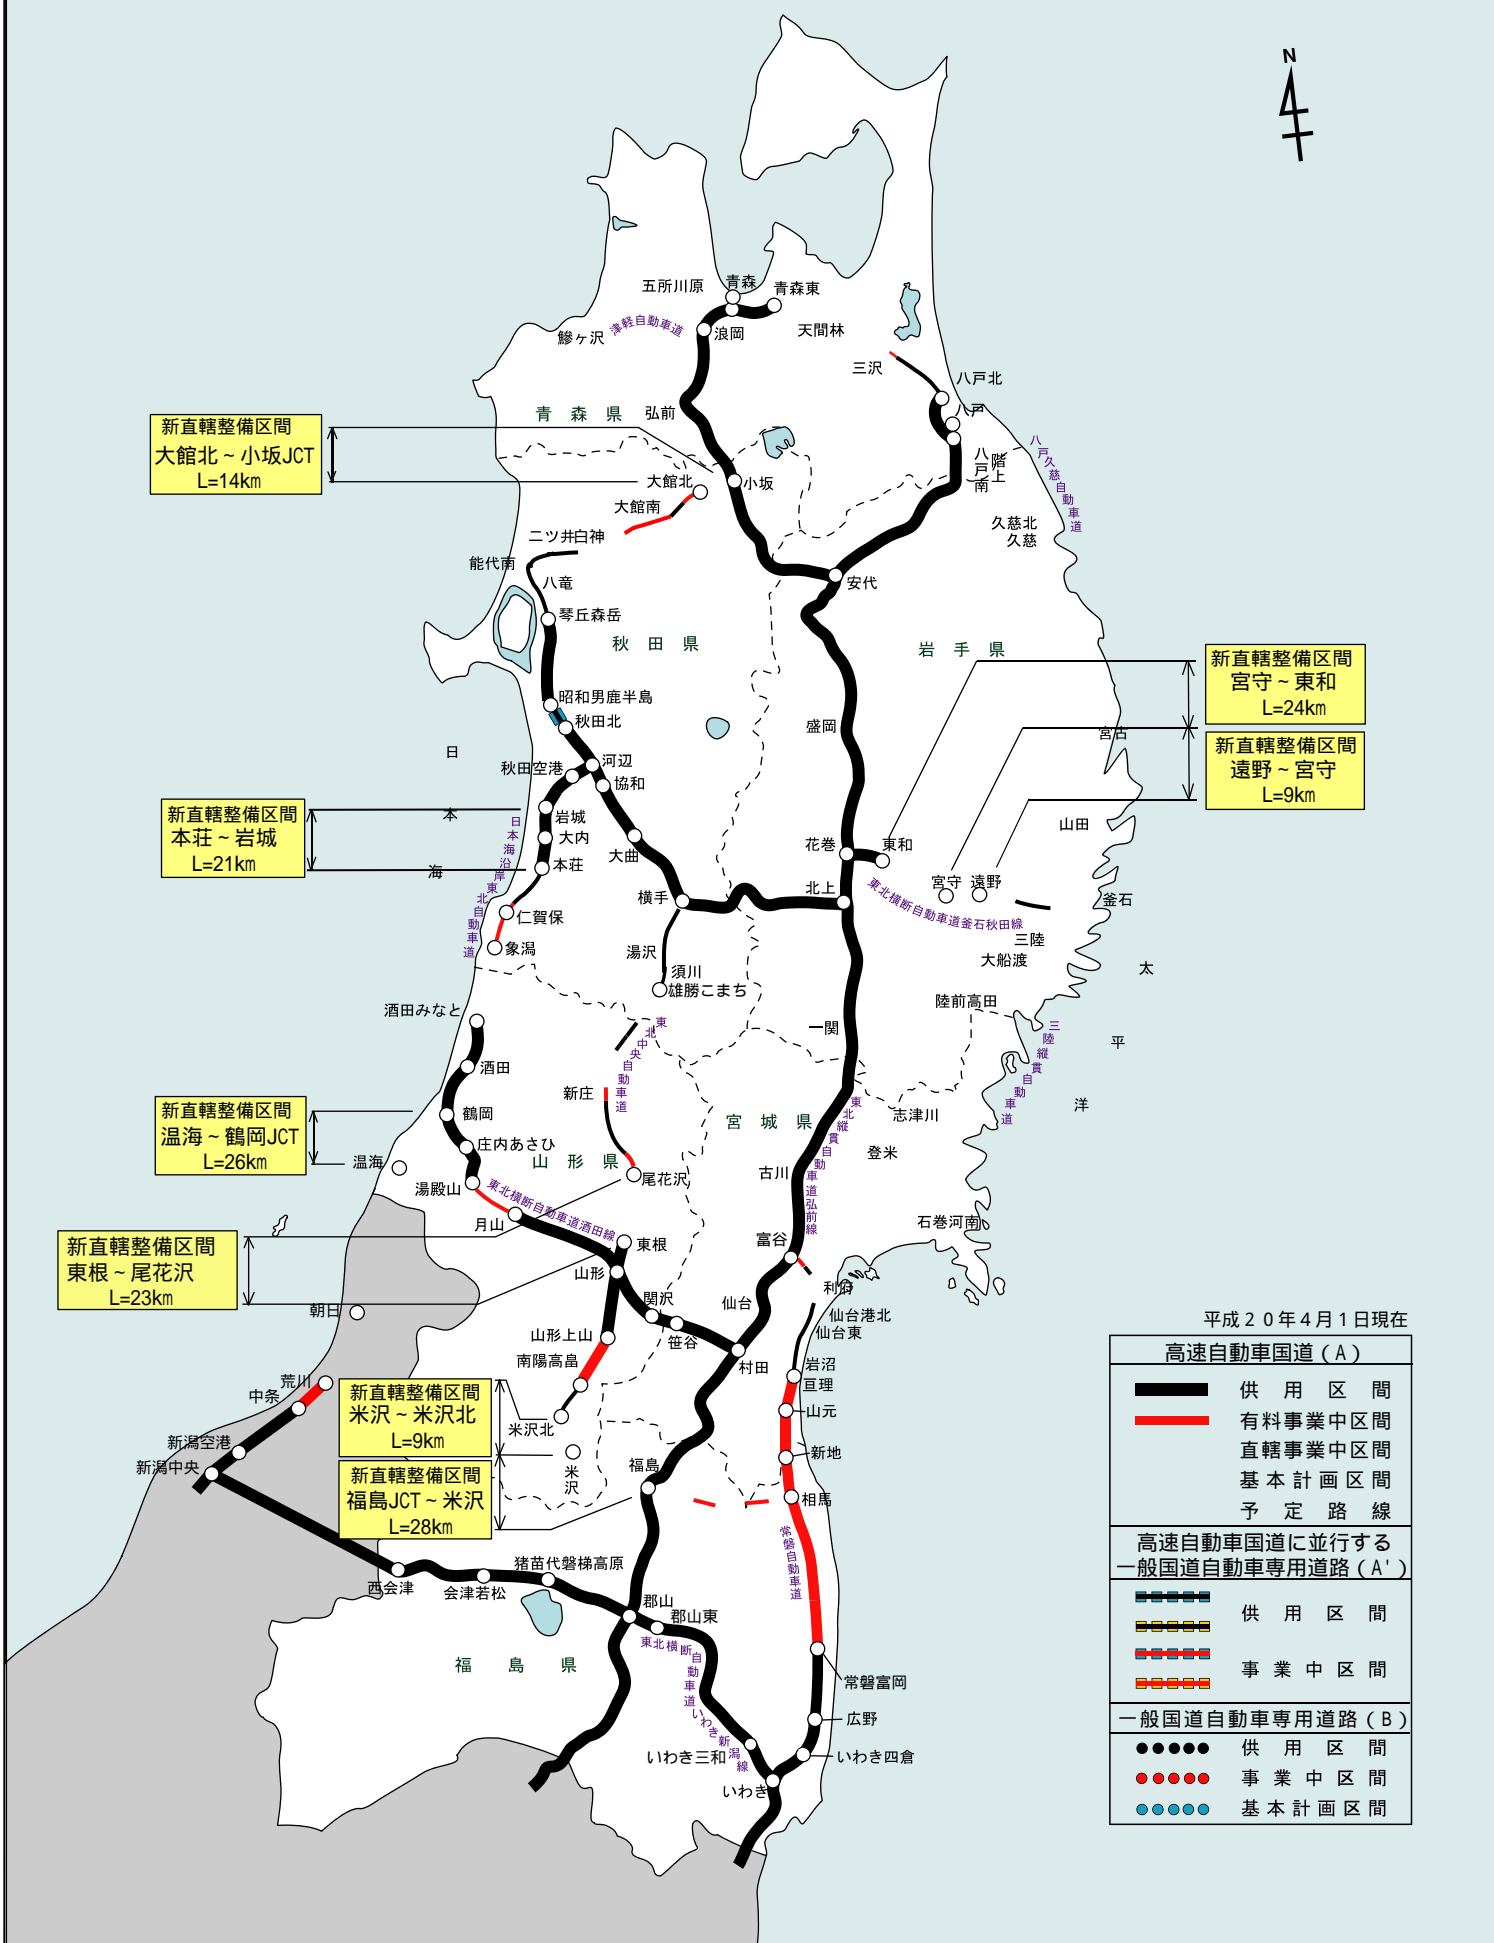 N
五所川原
青森
青森東
鰺ヶ沢
津軽自動車道
浪岡
天間林
三沢
八戸北
八戸
青森県
弘前
新直轄整備区間
大館北～小坂JCT
L=14km
大館北
小坂
八戸南
階上
八戸久慈自動車道
大館南
久慈北
久慈
二ツ井白神
能代南
八竜
安代
琴丘森岳
秋田県
岩手県
新直轄整備区間
宮守～東和
L=24km
昭和男鹿半島
秋田北
盛岡
宮古
新直轄整備区間
遠野～宮守
L=9km
日本海
秋田空港
河辺
協和
新直轄整備区間
本荘～岩城
L=21km
日本海沿岸東北自動車道
岩城
大内
本荘
大曲
花巻
東和
山田
横手
北上
宮守
遠野
釜石
東北横断自動車道釜石秋田線
仁賀保
象潟
湯沢
須川
雄勝こまち
三陸
大船渡
太平洋
陸前高田
酒田みなと
一関
東北中央自動車道
三陸縦貫自動車道
酒田
新庄
鶴岡
宮城県
東北縦貫自動車道弘前線
志津川
新直轄整備区間
温海～鶴岡JCT
L=26km
庄内あさひ
温海
山形県
登米
古川
湯殿山
尾花沢
東北横断自動車道酒田線
月山
石巻河南
新直轄整備区間
東根～尾花沢
L=23km
東根
富谷
山形
利府
朝日
関沢
仙台
仙台港北
仙台東
山形上山
笹谷
村田
南陽高畠
岩沼
亘理
荒川
中条
新直轄整備区間
米沢～米沢北
L=9km
米沢北
山元
新潟空港
新潟中央
米沢
福島
新地
新直轄整備区間
福島JCT～米沢
L=28km
相馬
常磐自動車道
猪苗代磐梯高原
西会津
会津若松
郡山
郡山東
東北横断自動車道いわき新潟線
福島県
常磐富岡
広野
いわき三和
いわき四倉
いわき
平成２０年４月１日現在
高速自動車国道（A）
供用区間
有料事業中区間
直轄事業中区間
基本計画区間
予定路線
高速自動車国道に並行する
一般国道自動車専用道路（A'）
供用区間
事業中区間
一般国道自動車専用道路（B）
供用区間
事業中区間
基本計画区間